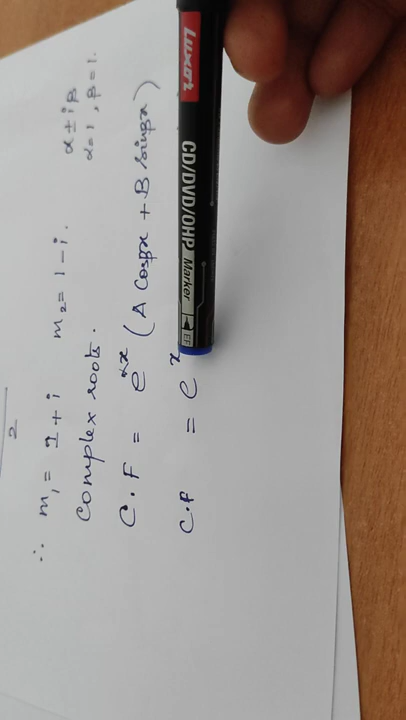 2
∴ m₁ = 1 + i m₂ = 1 - i. α ± iβ
Complex roots. α=1, β=1.
C.F = e^αx (A Cosβx + B sinβx)
C.F = e^x
Luxor
CD/DVD/OHP Marker
EF